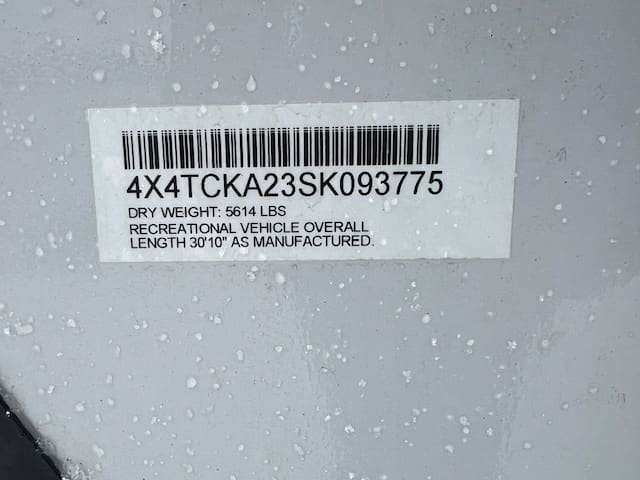 4X4TCKA23SK093775
DRY WEIGHT: 5614 LBS
RECREATIONAL VEHICLE OVERALL
LENGTH 30'10" AS MANUFACTURED.